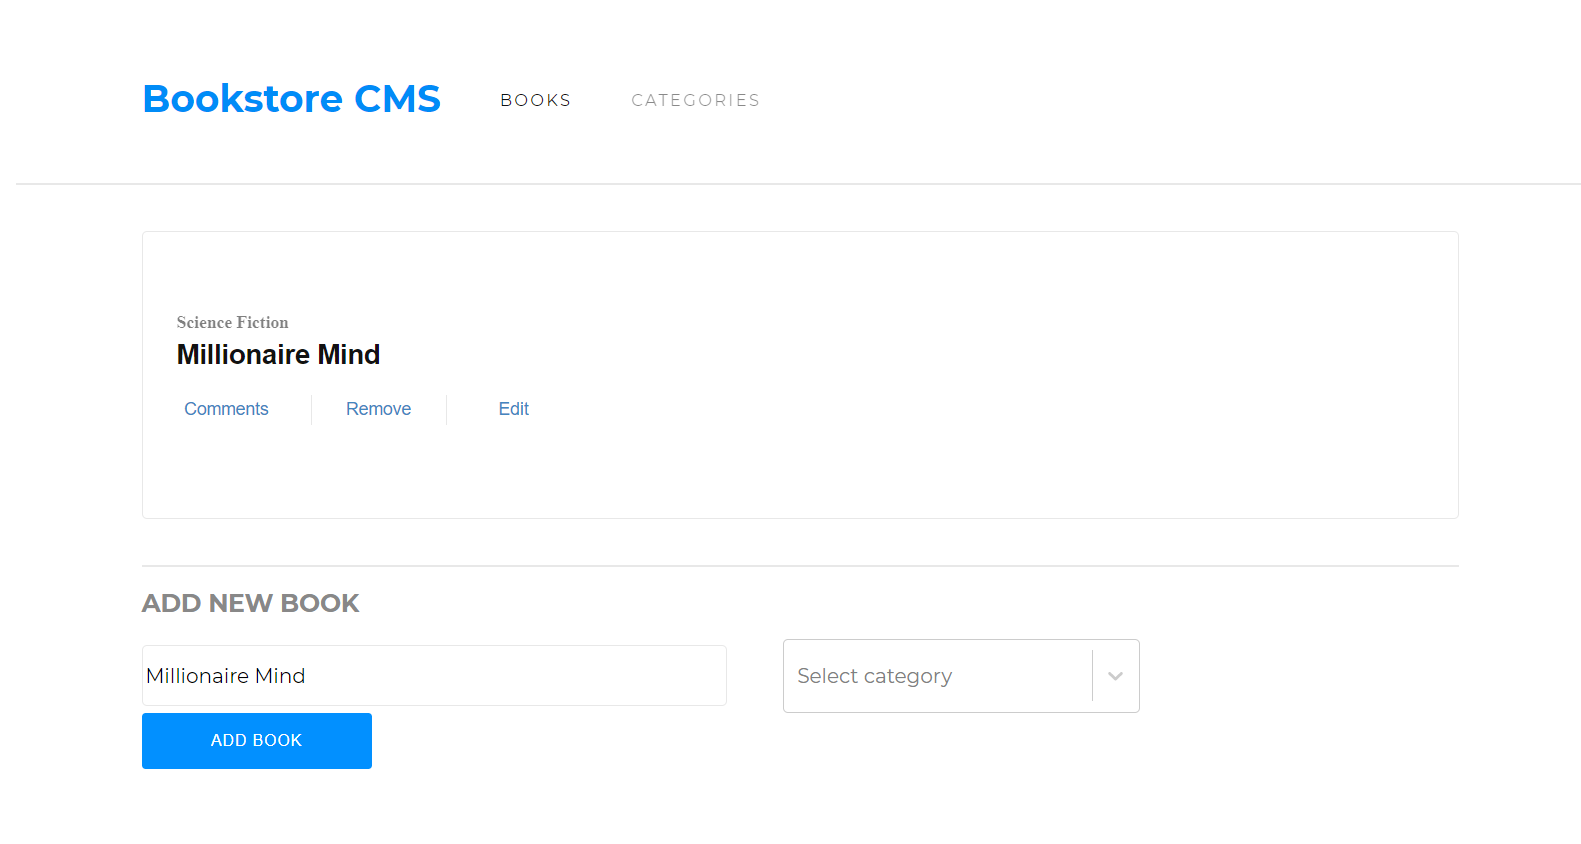 Bookstore CMS BOOKS CATEGORIES
Science Fiction
Millionaire Mind
Comments Remove Edit
ADD NEW BOOK
Millionaire Mind Select category
ADD BOOK